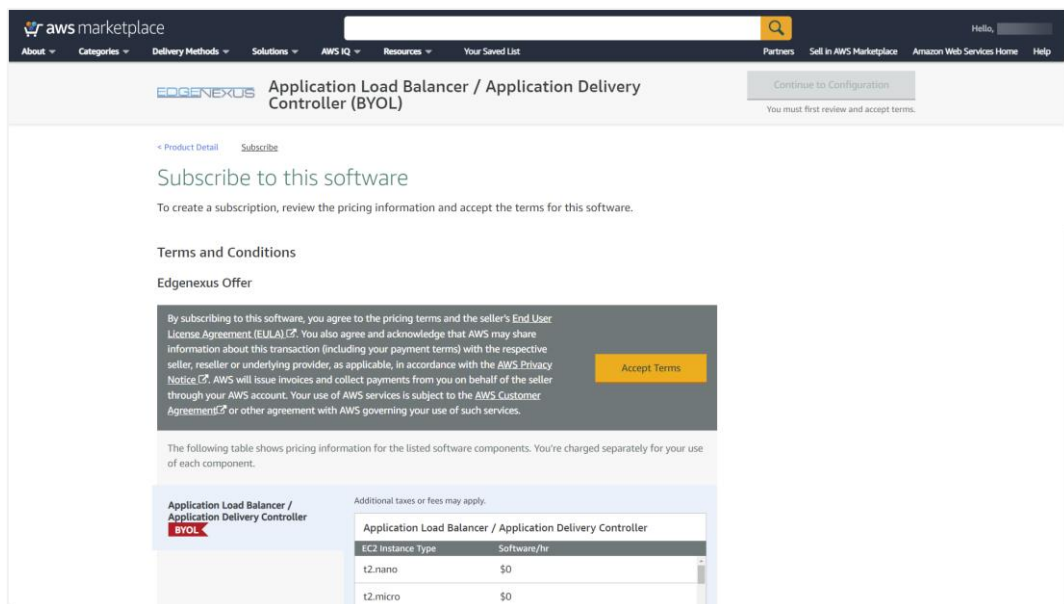 aws marketplace
Hello,
About Categories Delivery Methods Solutions AWS IQ Resources Your Saved List Partners Sell in AWS Marketplace Amazon Web Services Home Help
EDGENEXUS
Application Load Balancer / Application Delivery
Controller (BYOL)
Continue to Configuration
You must first review and accept terms.
< Product Detail Subscribe
Subscribe to this software
To create a subscription, review the pricing information and accept the terms for this software.
Terms and Conditions
Edgenexus Offer
By subscribing to this software, you agree to the pricing terms and the seller's End User
License Agreement (EULA). You also agree and acknowledge that AWS may share
information about this transaction (including your payment terms) with the respective
seller, reseller or underlying provider, as applicable, in accordance with the AWS Privacy
Notice. AWS will issue invoices and collect payments from you on behalf of the seller
through your AWS account. Your use of AWS services is subject to the AWS Customer
Agreement or other agreement with AWS governing your use of such services.
Accept Terms
The following table shows pricing information for the listed software components. You're charged separately for your use
of each component.
Application Load Balancer /
Application Delivery Controller
BYOL
Additional taxes or fees may apply.
Application Load Balancer / Application Delivery Controller
EC2 Instance Type Software/hr
t2.nano $0
t2.micro $0